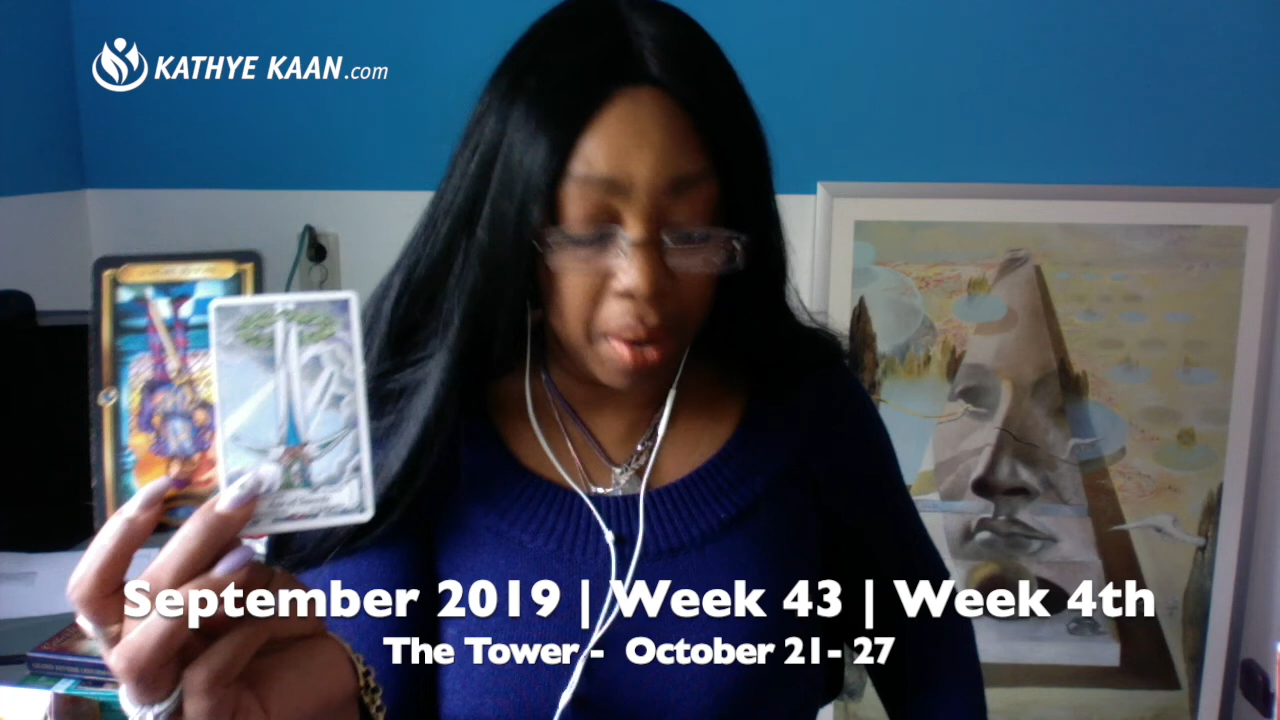 KATHYE KAAN.com
September 2019 | Week 43 | Week 4th
The Tower - October 21- 27